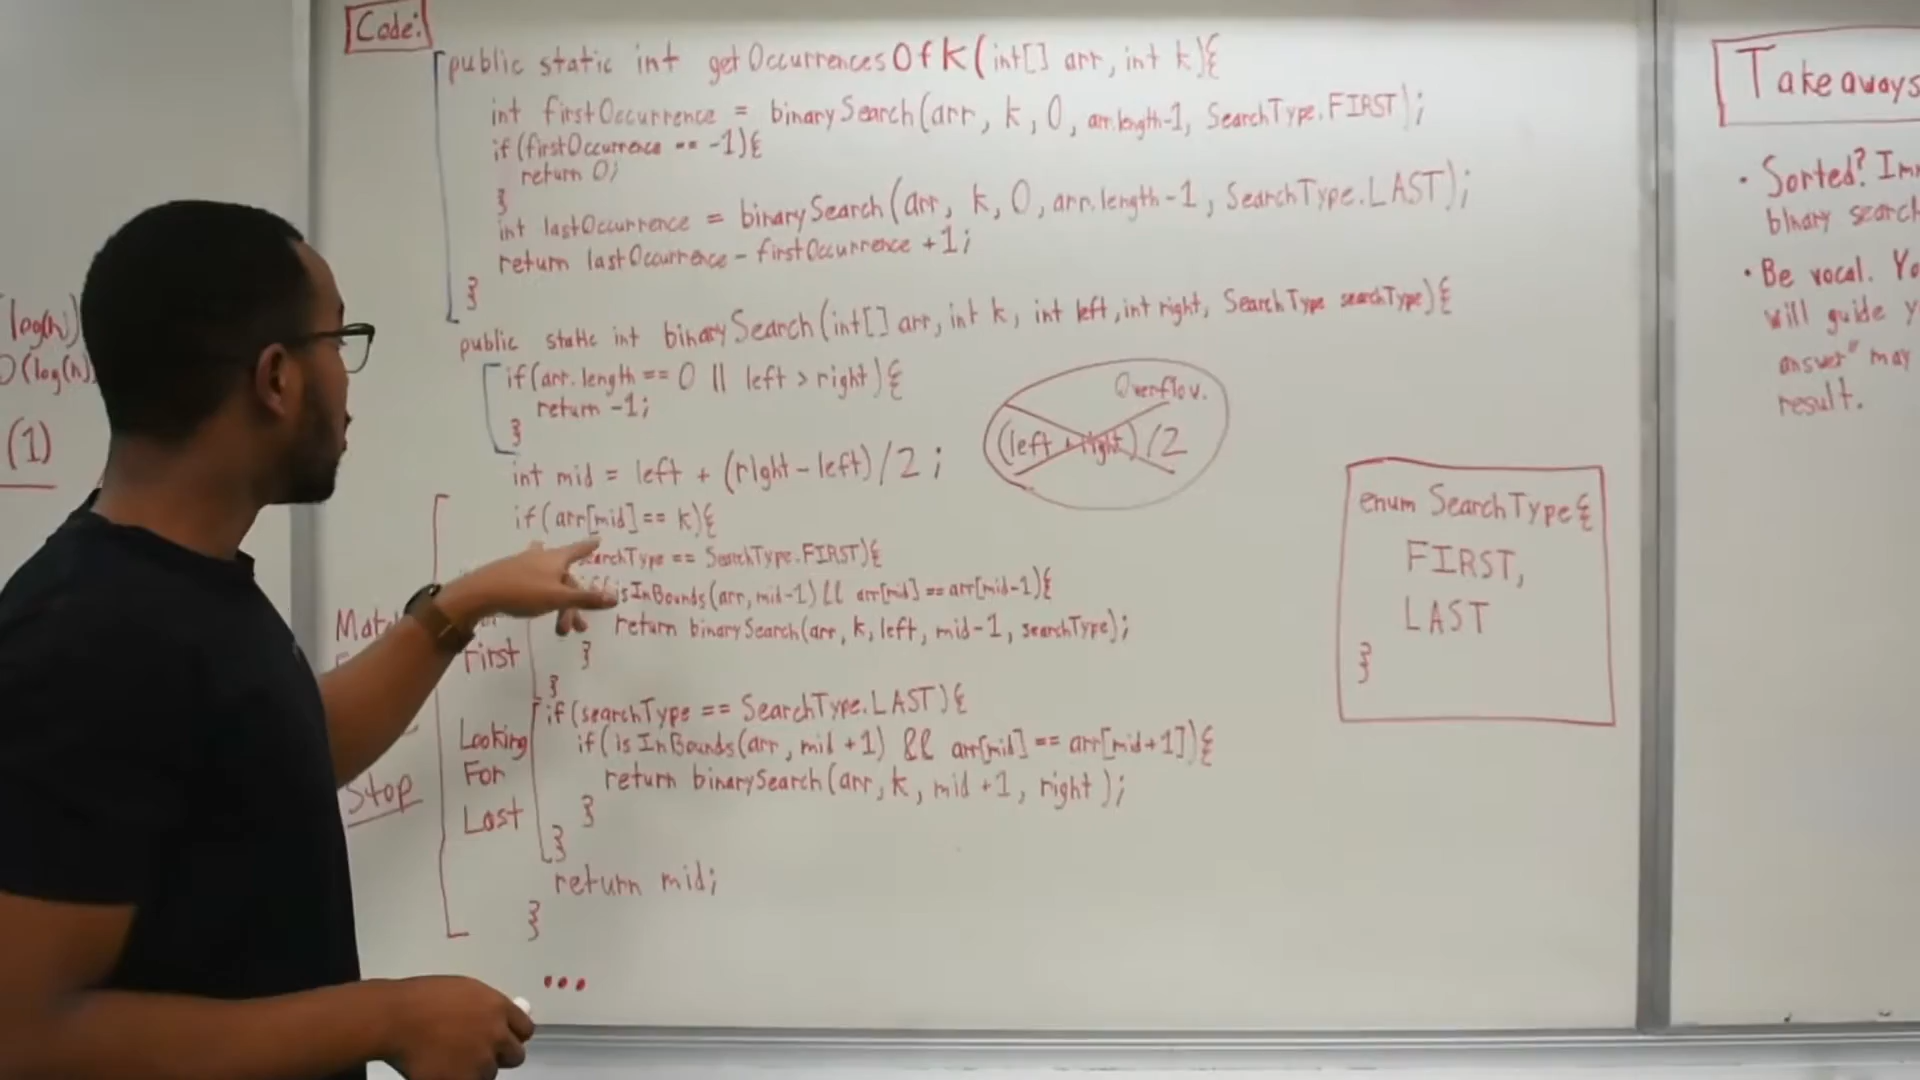 Code:
public static int getOccurrencesOfK(int[] arr, int k){
int firstOccurrence = binarySearch(arr, k, 0, arr.length-1, SearchType.FIRST);
if(firstOccurrence == -1){
return 0;
}
int lastOccurrence = binarySearch(arr, k, 0, arr.length-1, SearchType.LAST);
return lastOccurrence - firstOccurrence +1;
}
public static int binarySearch(int[] arr, int k, int left, int right, SearchType searchType){
if(arr.length == 0 || left > right){
return -1;
}
int mid = left + (right-left)/2;
if(arr[mid] == k){
== SearchType.FIRST){
isInBounds(arr, mid-1) && arr[mid] == arr[mid-1]{
return binarySearch(arr, k, left, mid-1, searchType);
}
}
if(searchType == SearchType.LAST){
if(isInBounds(arr, mid +1) && arr[mid] == arr[mid+1]){
return binarySearch(arr, k, mid +1, right);
}
}
return mid;
}
...
First
Looking
For
Last
Stop
Overflow.
(left + right)/2
enum SearchType{
FIRST,
LAST
}
log(n)
O(log(n)
(1)
Takeaways
• Sorted?
binary search
• Be vocal.
will guide
answer" may
result.